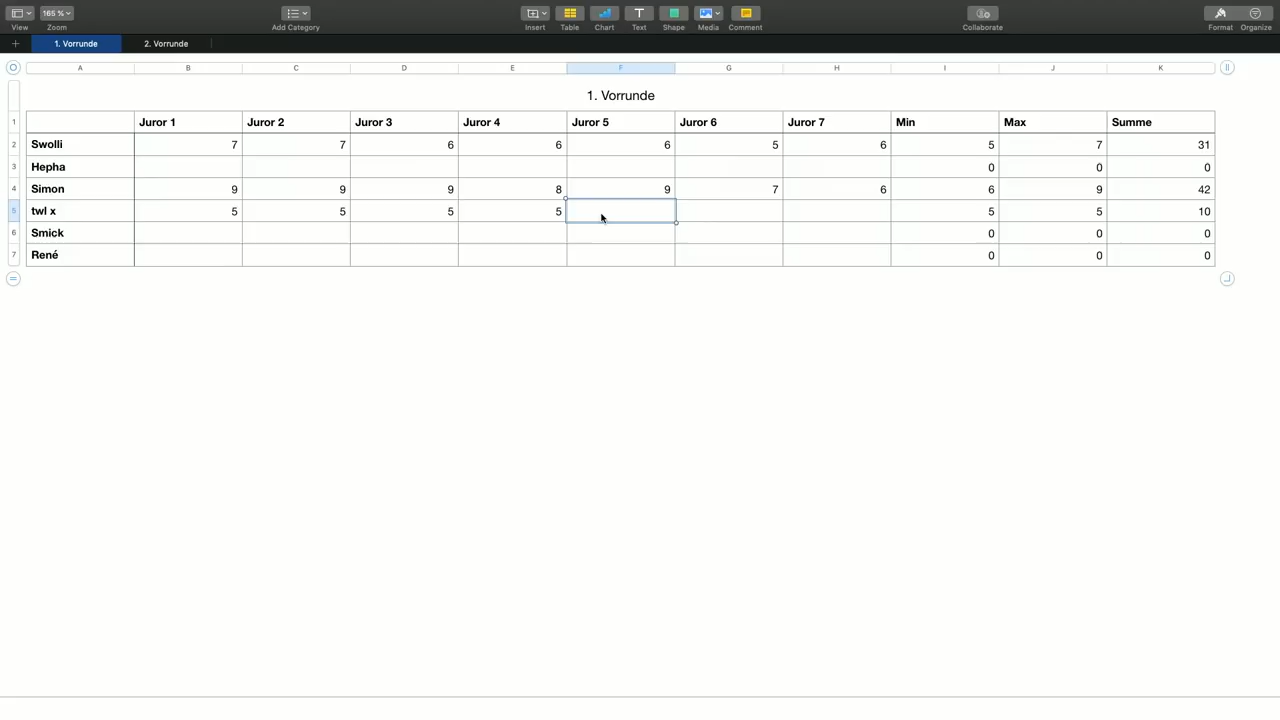 165 %
View Zoom Add Category Insert Table Chart Text Shape Media Comment Collaborate Format Organize
1. Vorrunde 2. Vorrunde
A B C D E F G H I J K
1. Vorrunde
1 Juror 1 Juror 2 Juror 3 Juror 4 Juror 5 Juror 6 Juror 7 Min Max Summe
2 Swolli 7 7 6 6 6 5 6 5 7 31
3 Hepha 0 0 0
4 Simon 9 9 9 8 9 7 6 6 9 42
5 twl x 5 5 5 5 5 5 10
6 Smick 0 0 0
7 René 0 0 0